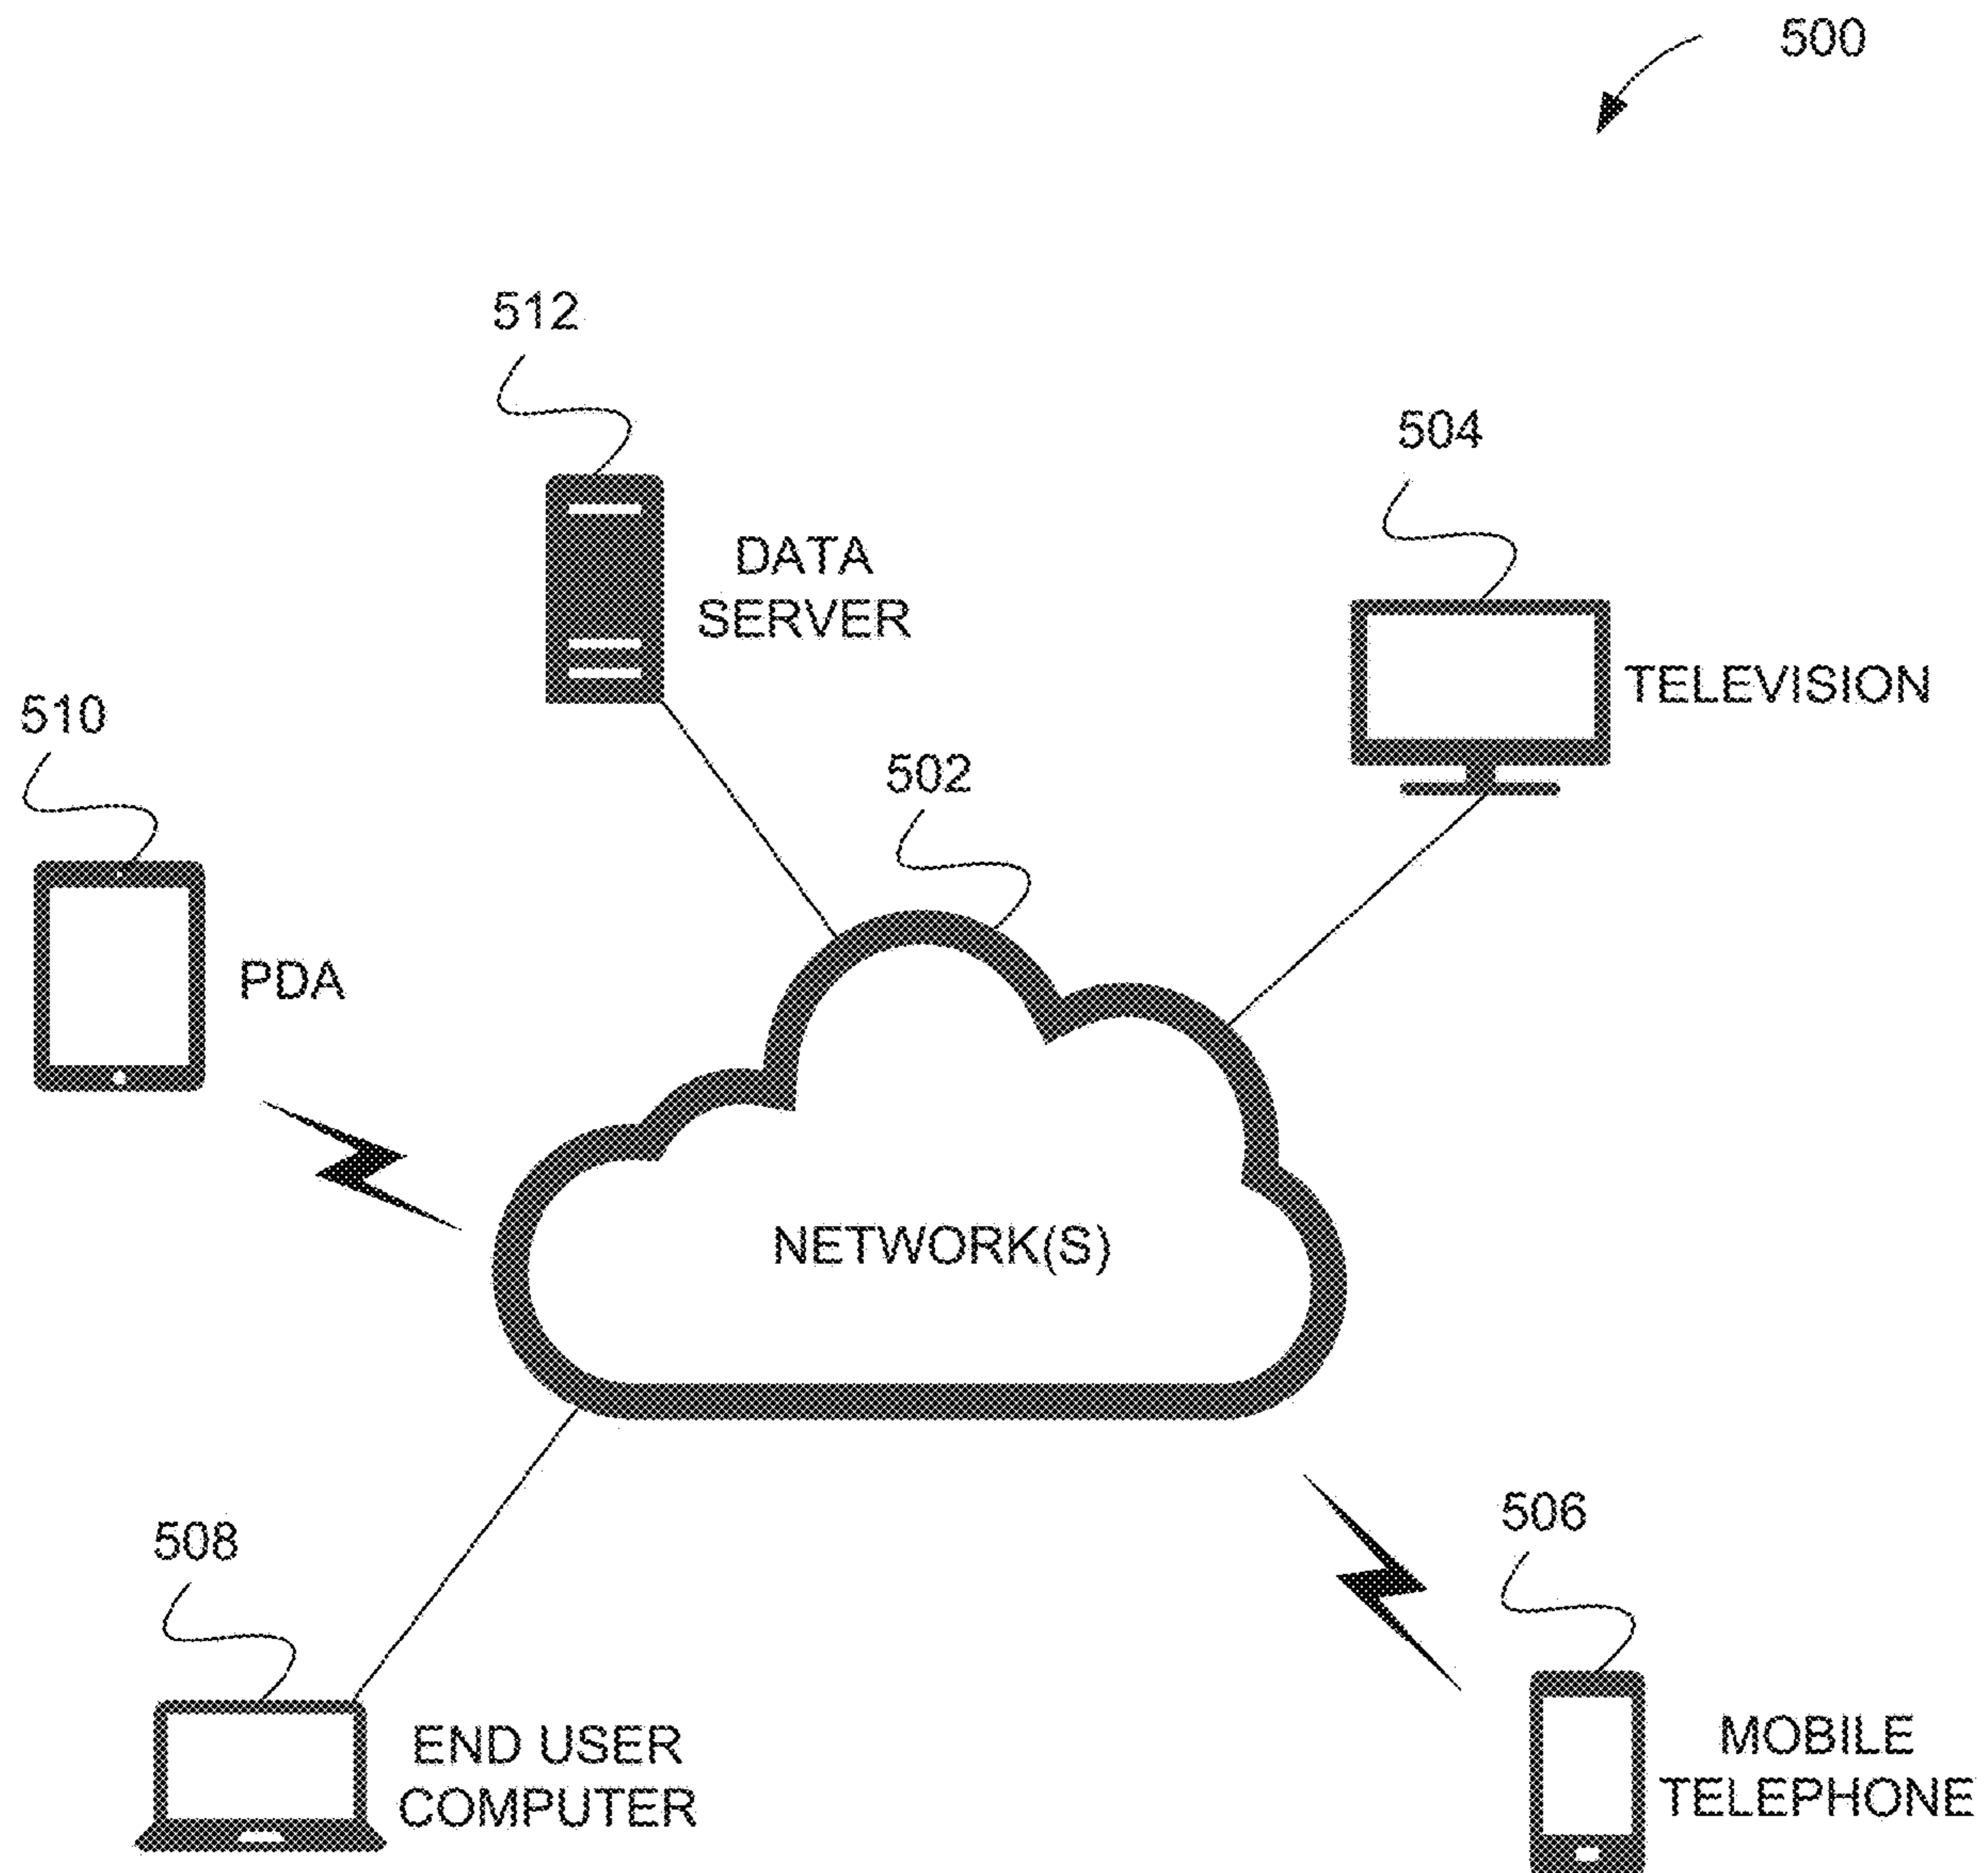 500
512
504
DATA
SERVER
TELEVISION
510
502
PDA
NETWORK(S)
506
508
MOBILE
TELEPHONE
END USER
COMPUTER